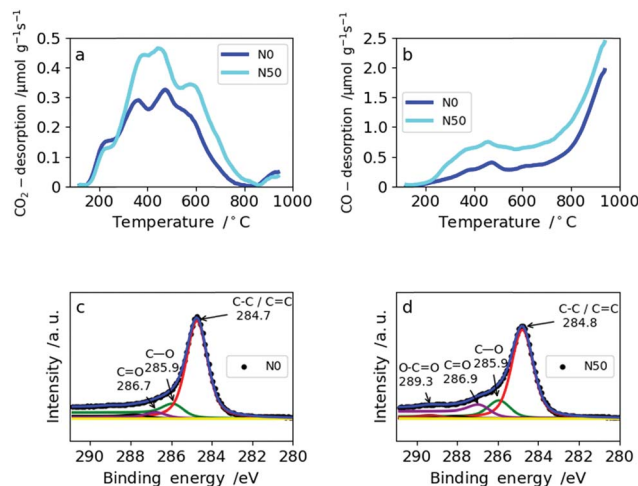 a
N0
N50
0.5
0.4
0.3
0.2
0.1
0
200 400 600 800 1000
Temperature /°C
CO₂−desorption /μmol g⁻¹s⁻¹
b
N0
N50
2.5
2.0
1.5
1.0
0.5
0
200 400 600 800 1000
Temperature /°C
CO−desorption /μmol g⁻¹s⁻¹
c
C-C / C=C
284.7
C—O
285.9
C=O
286.7
N0
Intensity /a. u.
290 288 286 284 282 280
Binding energy /eV
d
C-C / C=C
284.8
C—O
285.9
C=O
286.9
O-C=O
289.3
N50
Intensity /a. u.
290 288 286 284 282 280
Binding energy /eV